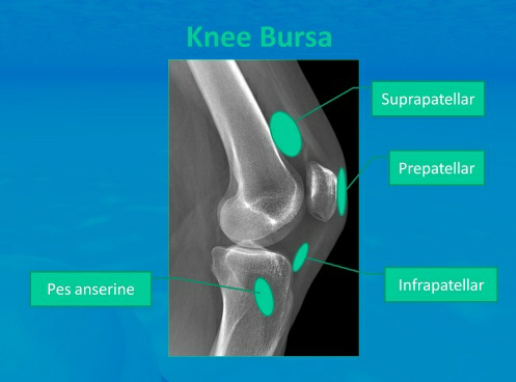 Knee Bursa
Suprapatellar
Prepatellar
Infrapatellar
Pes anserine